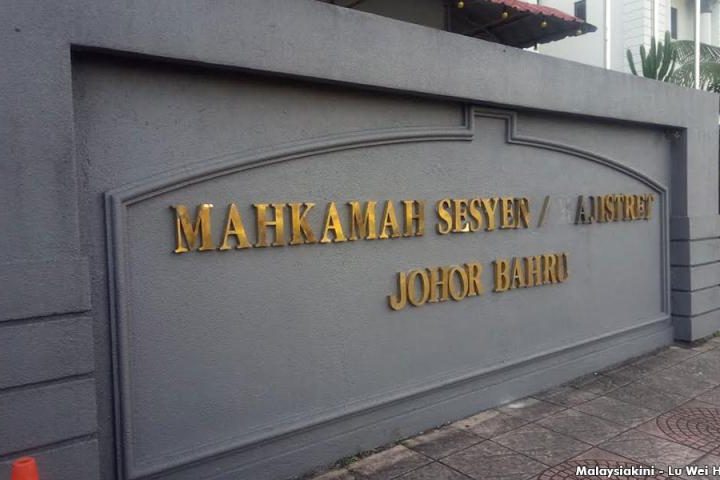 MAHKAMAH SESYEN / AJISTRET
JOHOR BAHRU
Malaysiakini - Lu Wei H